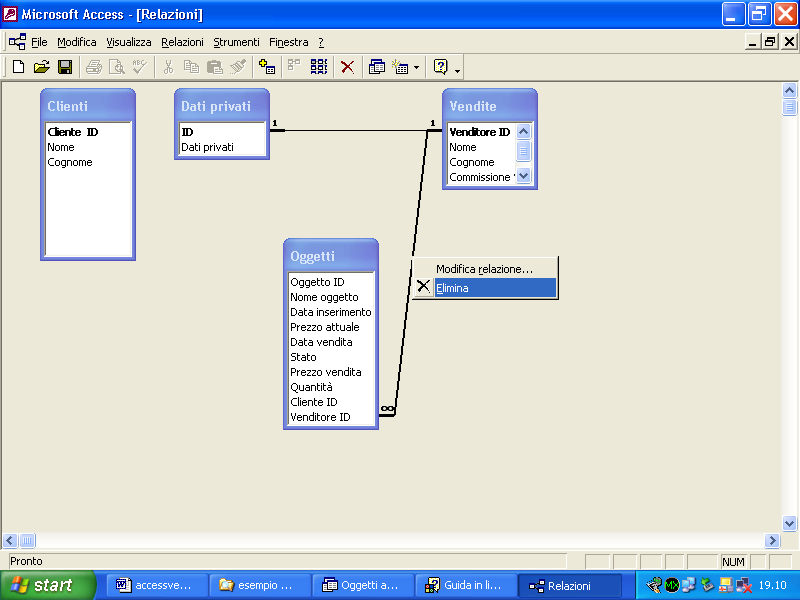 Microsoft Access - [Relazioni]
File Modifica Visualizza Relazioni Strumenti Finestra ?
Clienti
Cliente ID
Nome
Cognome
Dati privati
ID
Dati privati
1
1
Vendite
Venditore ID
Nome
Cognome
Commissione
Oggetti
Oggetto ID
Nome oggetto
Data inserimento
Prezzo attuale
Data vendita
Stato
Prezzo vendita
Quantità
Cliente ID
Venditore ID
∞
Modifica relazione...
Elimina
Pronto
NUM
start
accessve...
esempio ...
Oggetti a...
Guida in li...
Relazioni
19.10